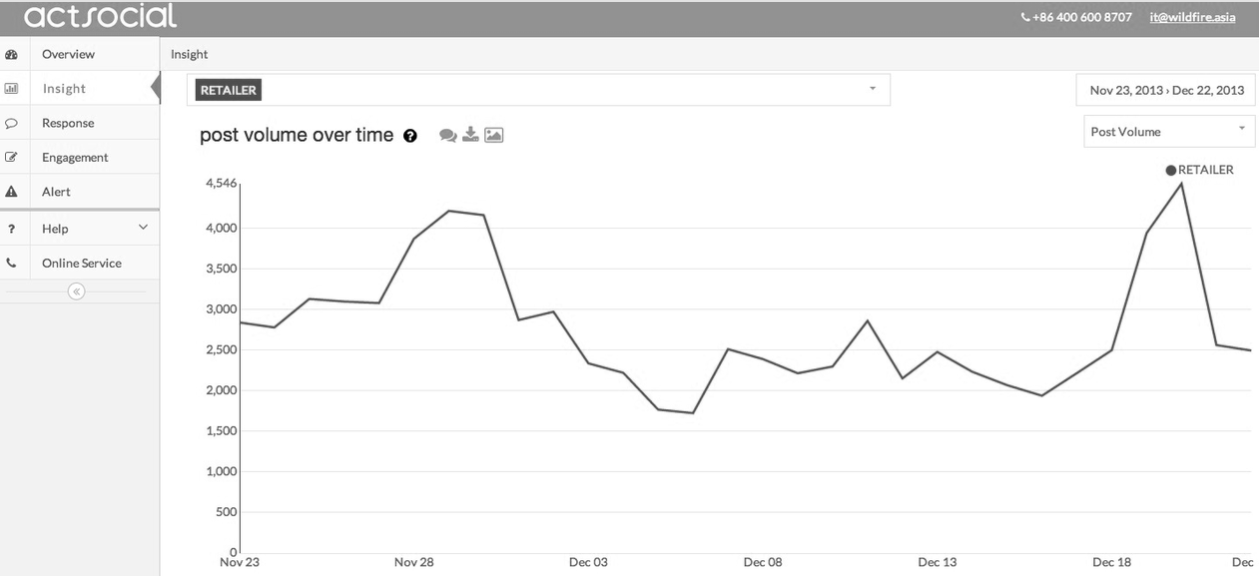 actsocial
+86 400 600 8707 it@wildfire.asia
Overview
Insight
Response
Engagement
Alert
? Help
Online Service
Insight
RETAILER
Nov 23, 2013 › Dec 22, 2013
post volume over time ?
Post Volume
RETAILER
4,546
4,000
3,500
3,000
2,500
2,000
1,500
1,000
500
0
Nov 23 Nov 28 Dec 03 Dec 08 Dec 13 Dec 18 Dec